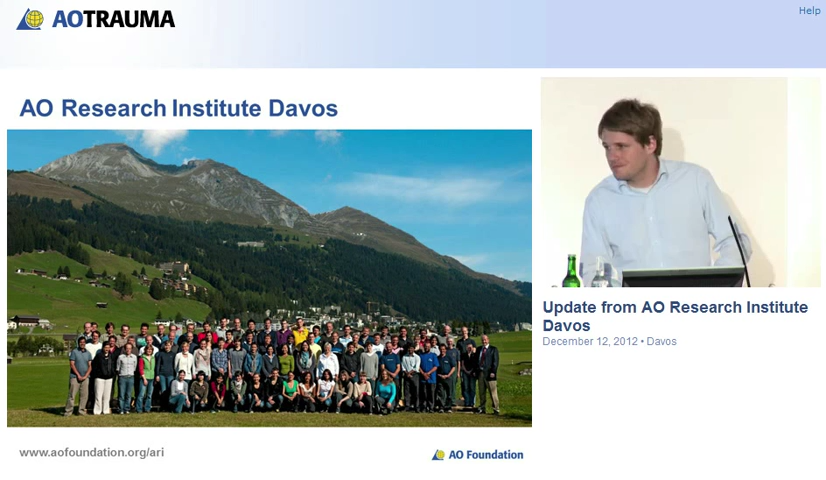 AOTRAUMA
Help
AO Research Institute Davos
Update from AO Research Institute
Davos
December 12, 2012 • Davos
www.aofoundation.org/ari
AO Foundation